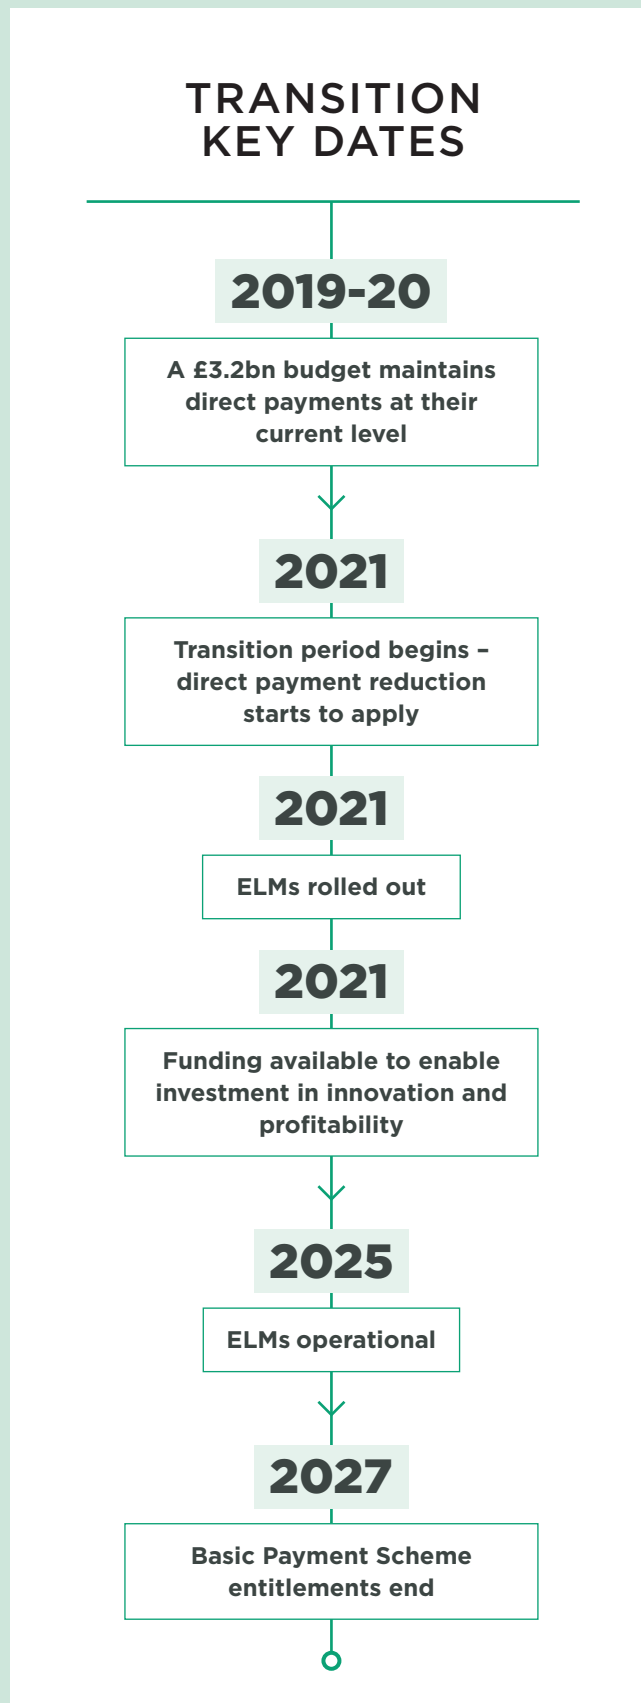 TRANSITION
KEY DATES
2019-20
A £3.2bn budget maintains
direct payments at their
current level
2021
Transition period begins –
direct payment reduction
starts to apply
2021
ELMs rolled out
2021
Funding available to enable
investment in innovation and
profitability
2025
ELMs operational
2027
Basic Payment Scheme
entitlements end